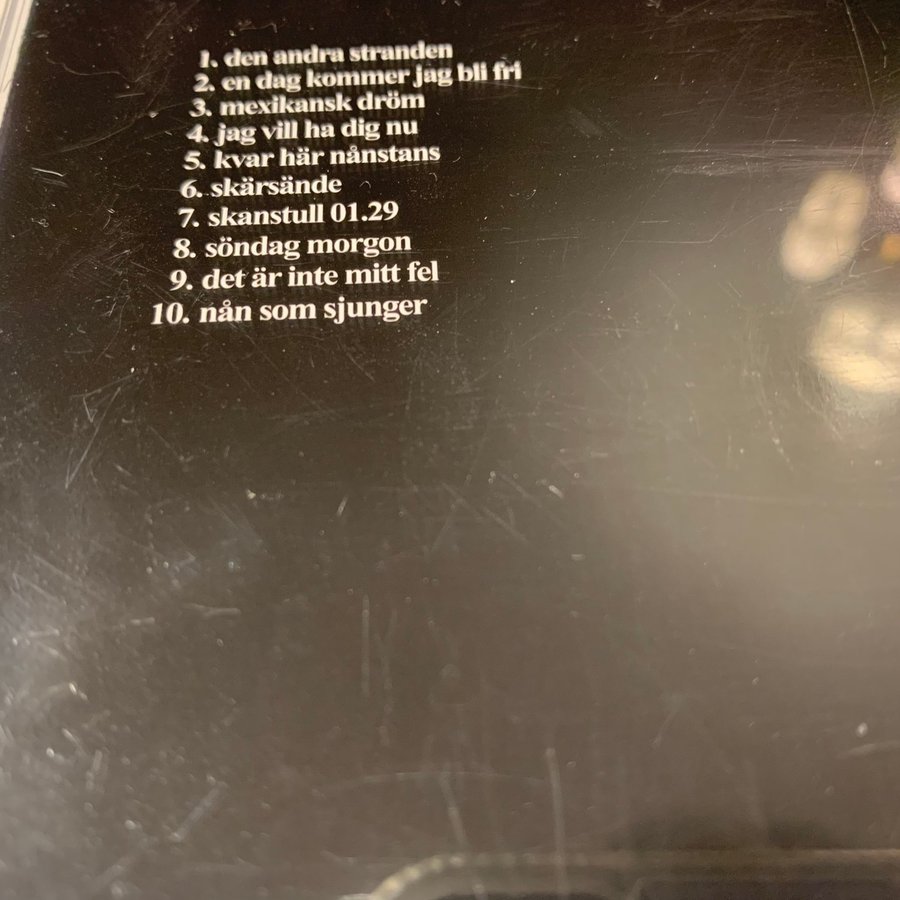 1. den andra stranden
2. en dag kommer jag bli fri
3. mexikansk dröm
4. jag vill ha dig nu
5. kvar här nånstans
6. skärsände
7. skanstull 01.29
8. söndag morgon
9. det är inte mitt fel
10. nån som sjunger